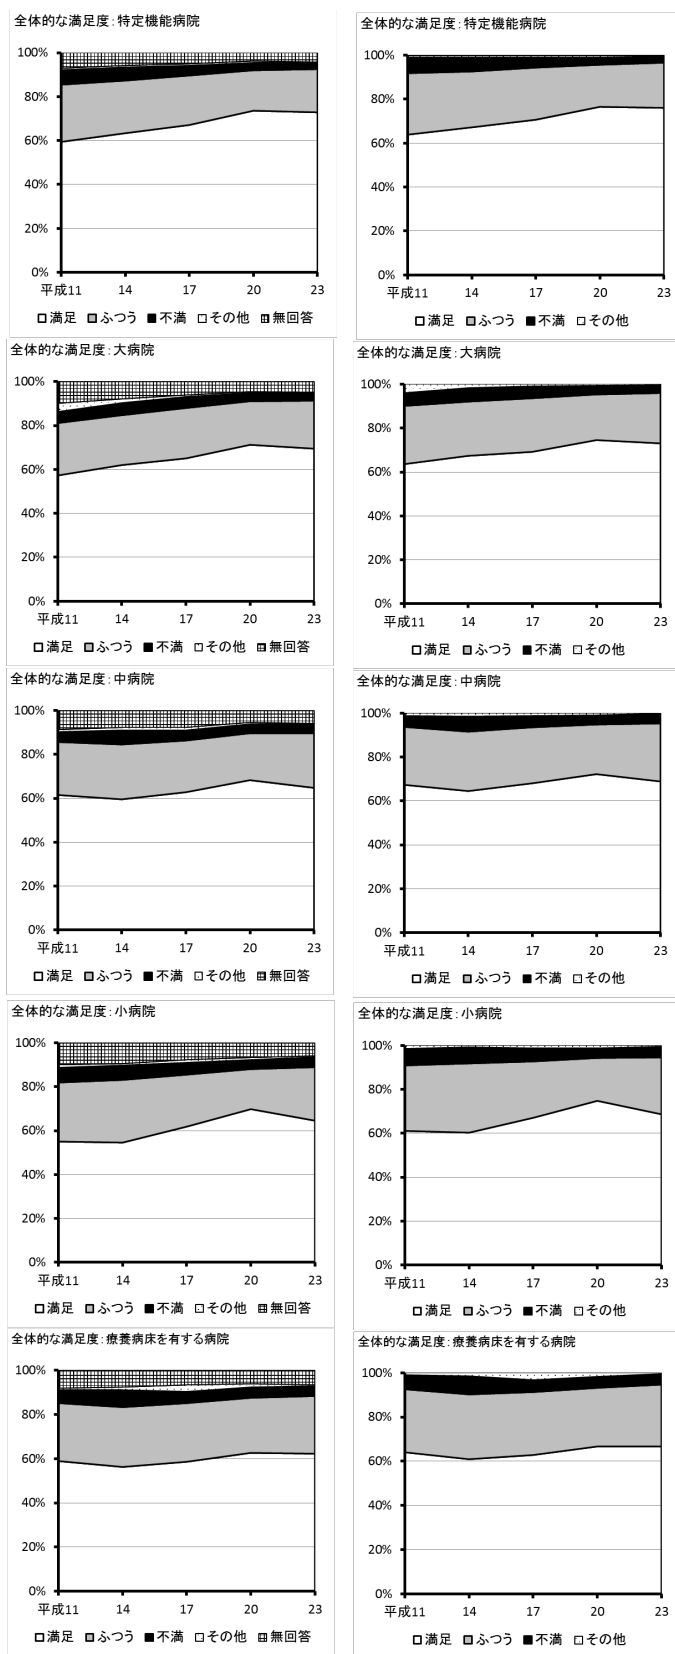 全体的な満足度：特定機能病院
100%
80%
60%
40%
20%
0%
平成11 14 17 20 23
□満足 ■ふつう ■不満 □その他 ▦無回答
全体的な満足度：特定機能病院
100%
80%
60%
40%
20%
0%
平成11 14 17 20 23
□満足 ■ふつう ■不満 □その他
全体的な満足度：大病院
100%
80%
60%
40%
20%
0%
平成11 14 17 20 23
□満足 ■ふつう ■不満 □その他 ▦無回答
全体的な満足度：大病院
100%
80%
60%
40%
20%
0%
平成11 14 17 20 23
□満足 ■ふつう ■不満 □その他
全体的な満足度：中病院
100%
80%
60%
40%
20%
0%
平成11 14 17 20 23
□満足 ■ふつう ■不満 □その他 ▦無回答
全体的な満足度：中病院
100%
80%
60%
40%
20%
0%
平成11 14 17 20 23
□満足 ■ふつう ■不満 □その他
全体的な満足度：小病院
100%
80%
60%
40%
20%
0%
平成11 14 17 20 23
□満足 ■ふつう ■不満 □その他 ▦無回答
全体的な満足度：小病院
100%
80%
60%
40%
20%
0%
平成11 14 17 20 23
□満足 ■ふつう ■不満 □その他
全体的な満足度：療養病床を有する病院
100%
80%
60%
40%
20%
0%
平成11 14 17 20 23
□満足 ■ふつう ■不満 □その他 ▦無回答
全体的な満足度：療養病床を有する病院
100%
80%
60%
40%
20%
0%
平成11 14 17 20 23
□満足 ■ふつう ■不満 □その他